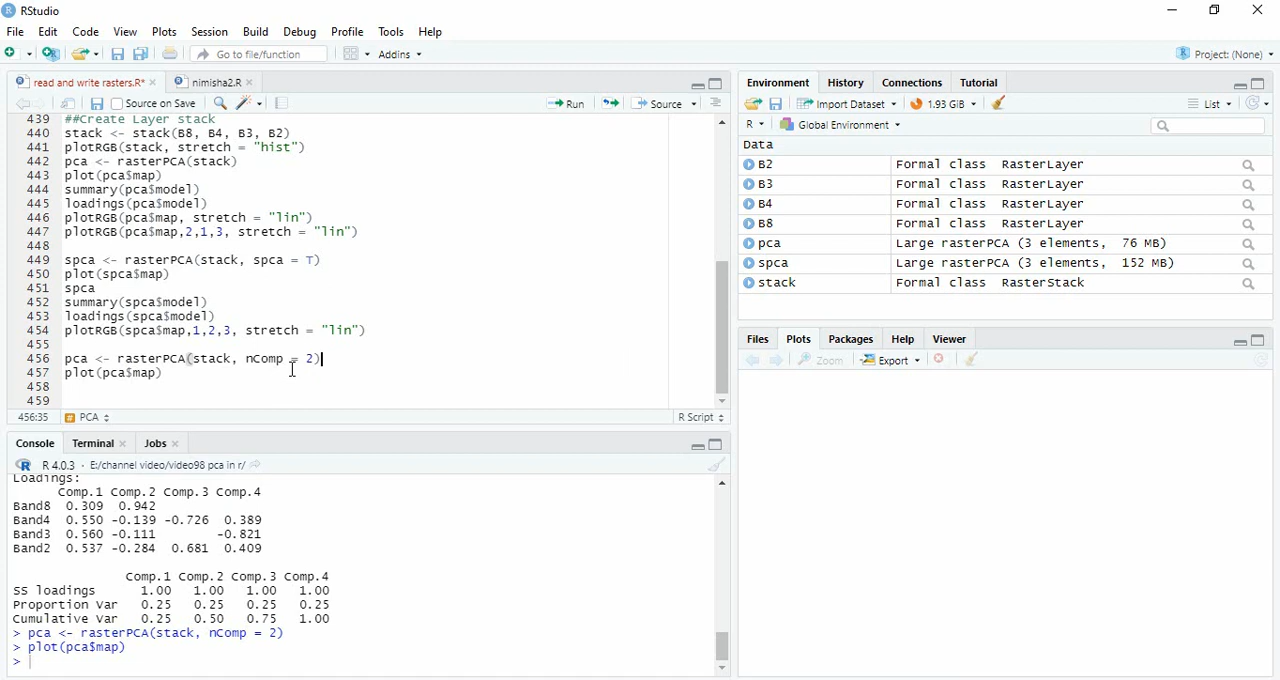 RStudio
File Edit Code View Plots Session Build Debug Profile Tools Help
Go to file/function Addins Project: (None)
read and write rasters.R* nimisha2.R
Source on Save Run Source
439 ##Create Layer stack
440 stack <- stack(B8, B4, B3, B2)
441 plotRGB(stack, stretch = "hist")
442 pca <- rasterPCA(stack)
443 plot(pca$map)
444 summary(pca$model)
445 loadings(pca$model)
446 plotRGB(pca$map, stretch = "lin")
447 plotRGB(pca$map,2,1,3, stretch = "lin")
448
449 spca <- rasterPCA(stack, spca = T)
450 plot(spca$map)
451 spca
452 summary(spca$model)
453 loadings(spca$model)
454 plotRGB(spca$map,1,2,3, stretch = "lin")
455
456 pca <- rasterPCA(stack, nComp = 2)
457 plot(pca$map)
458
459
456:35 # PCA R Script
Console Terminal Jobs
R 4.0.3 · E:/channel video/video98 pca in r/
Loadings:
Comp.1 Comp.2 Comp.3 Comp.4
Band8 0.309 0.942
Band4 0.550 -0.139 -0.726 0.389
Band3 0.560 -0.111 -0.821
Band2 0.537 -0.284 0.681 0.409
Comp.1 Comp.2 Comp.3 Comp.4
SS loadings 1.00 1.00 1.00 1.00
Proportion Var 0.25 0.25 0.25 0.25
Cumulative Var 0.25 0.50 0.75 1.00
> pca <- rasterPCA(stack, nComp = 2)
> plot(pca$map)
>
Environment History Connections Tutorial
Import Dataset 1.93 GiB List
R Global Environment
Data
B2 Formal class RasterLayer
B3 Formal class RasterLayer
B4 Formal class RasterLayer
B8 Formal class RasterLayer
pca Large rasterPCA (3 elements, 76 MB)
spca Large rasterPCA (3 elements, 152 MB)
stack Formal class RasterStack
Files Plots Packages Help Viewer
Zoom Export